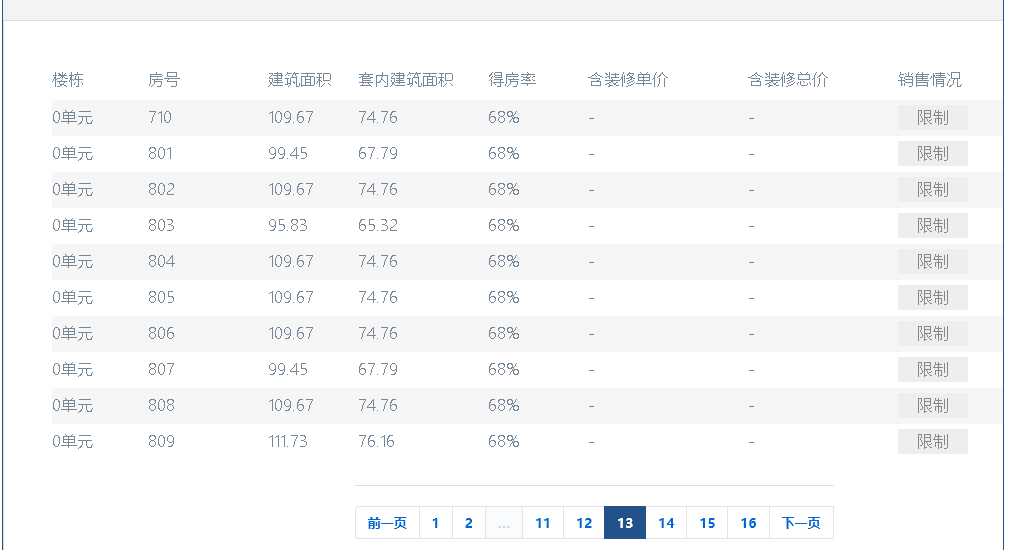 楼栋 房号 建筑面积 套内建筑面积 得房率 含装修单价 含装修总价 销售情况
0单元 710 109.67 74.76 68% - - 限制
0单元 801 99.45 67.79 68% - - 限制
0单元 802 109.67 74.76 68% - - 限制
0单元 803 95.83 65.32 68% - - 限制
0单元 804 109.67 74.76 68% - - 限制
0单元 805 109.67 74.76 68% - - 限制
0单元 806 109.67 74.76 68% - - 限制
0单元 807 99.45 67.79 68% - - 限制
0单元 808 109.67 74.76 68% - - 限制
0单元 809 111.73 76.16 68% - - 限制
前一页 1 2 ... 11 12 13 14 15 16 下一页